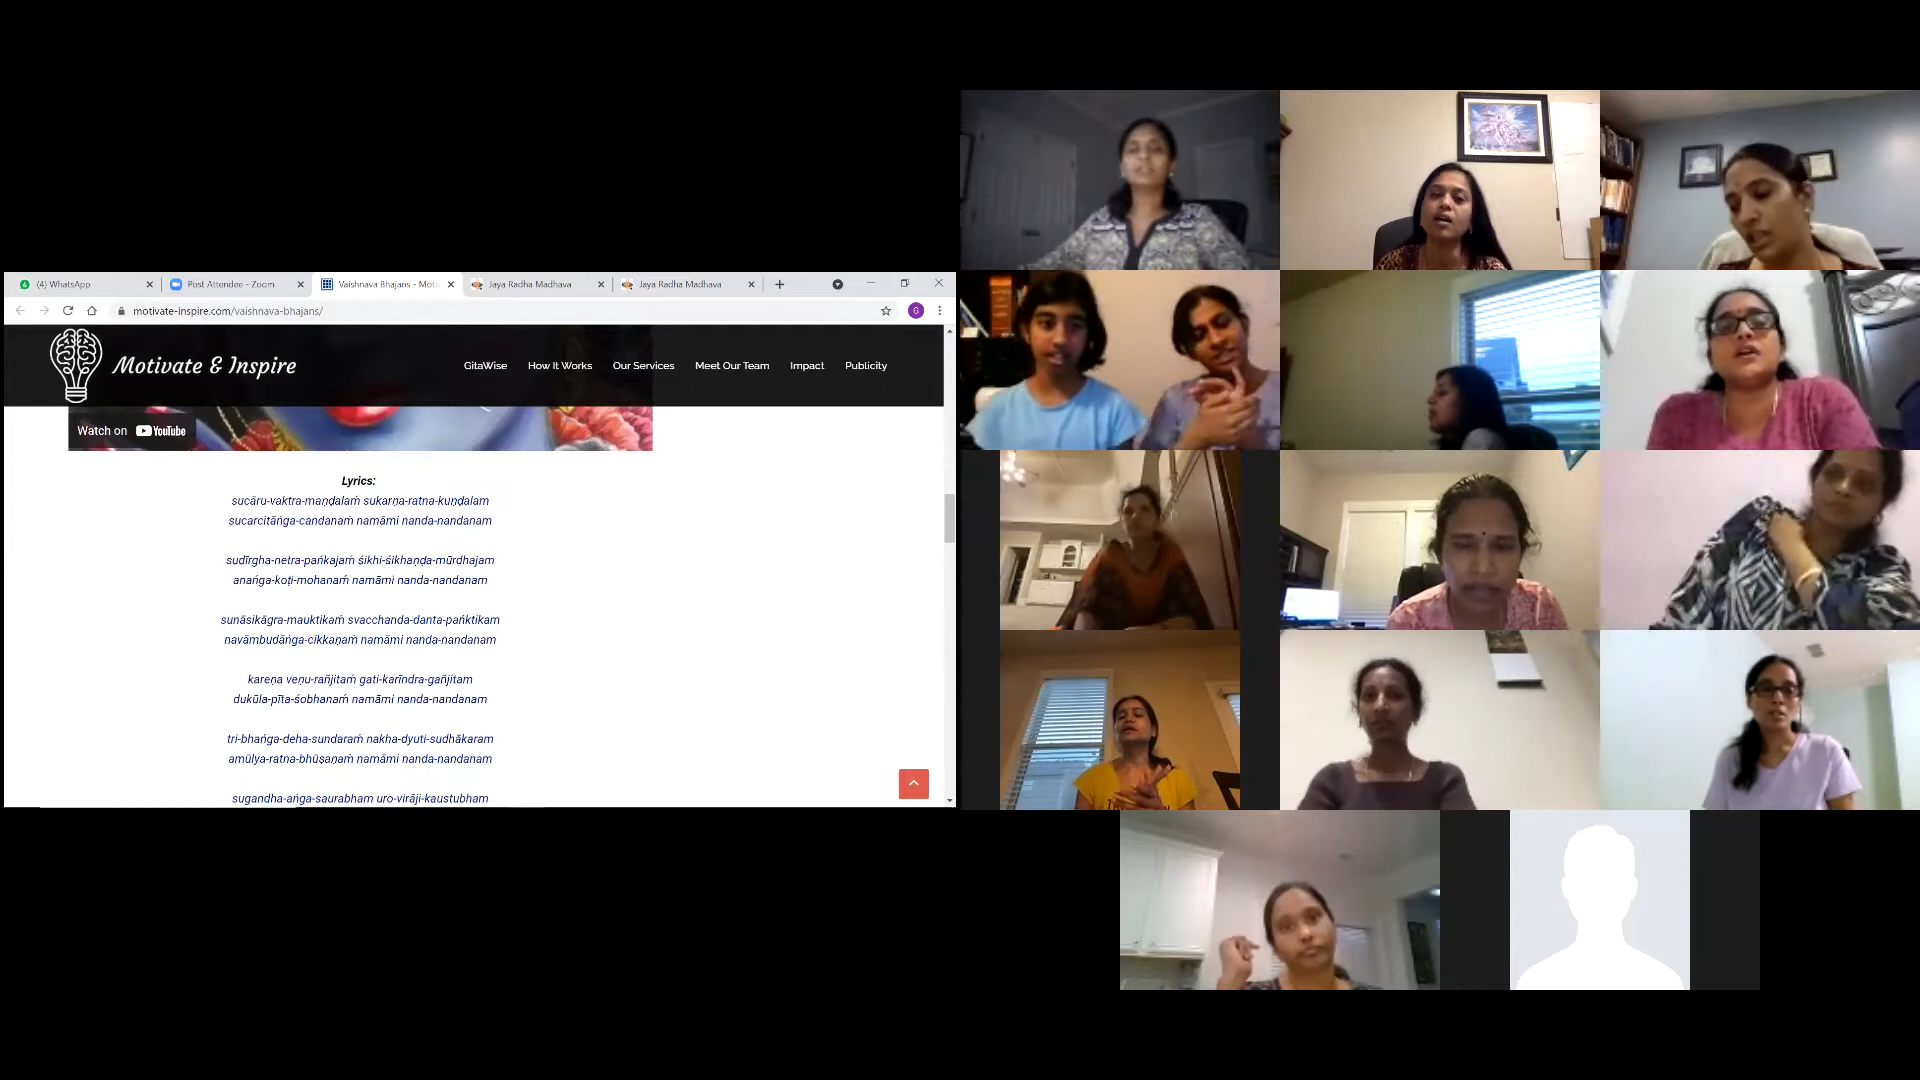 (4) WhatsApp
Post Attendee - Zoom
Vaishnava Bhajans - Moti
Jaya Radha Madhava
Jaya Radha Madhava
motivate-inspire.com/vaishnava-bhajans/
G
Motivate & Inspire
GitaWise How It Works Our Services Meet Our Team Impact Publicity
Watch on YouTube
Lyrics:
sucāru-vaktra-maṇḍalaṁ sukarṇa-ratna-kuṇḍalam
sucarcitāṅga-candanaṁ namāmi nanda-nandanam
sudīrgha-netra-paṅkajaṁ śikhi-śikhaṇḍa-mūrdhajam
anaṅga-koṭi-mohanaṁ namāmi nanda-nandanam
sunāsikāgra-mauktikaṁ svacchanda-danta-paṅktikam
navāmbudāṅga-cikkaṇaṁ namāmi nanda-nandanam
kareṇa veṇu-rañjitaṁ gati-karīndra-gañjitam
dukūla-pīta-śobhanaṁ namāmi nanda-nandanam
tri-bhaṅga-deha-sundaraṁ nakha-dyuti-sudhākaram
amūlya-ratna-bhūṣaṇaṁ namāmi nanda-nandanam
sugandha-aṅga-saurabham uro-virāji-kaustubham